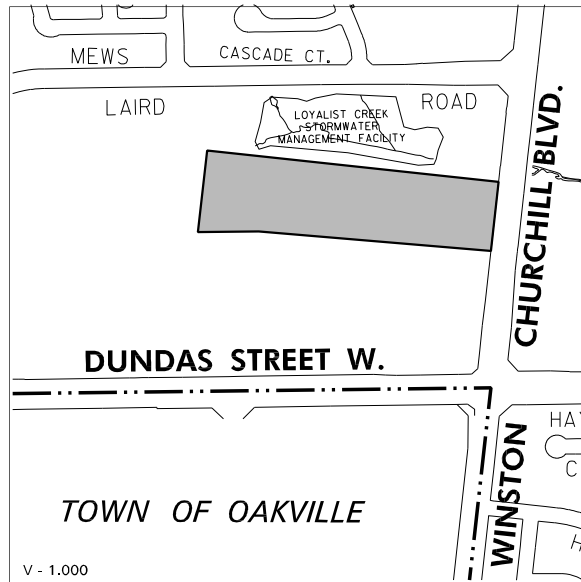 MEWS
CASCADE CT.
LAIRD
ROAD
LOYALIST CREEK
STORMWATER
MANAGEMENT FACILITY
CHURCHILL BLVD.
DUNDAS STREET W.
WINSTON
HAY
C
H
TOWN OF OAKVILLE
V - 1.000